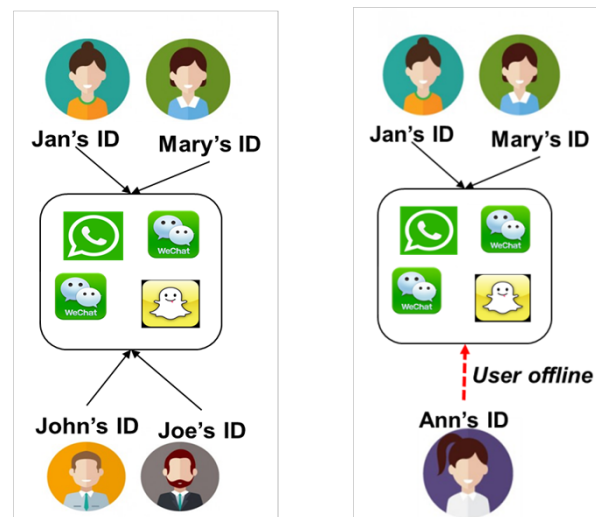 Jan's ID
Mary's ID
WeChat
WeChat
John's ID
Joe's ID
Jan's ID
Mary's ID
WeChat
WeChat
User offline
Ann's ID